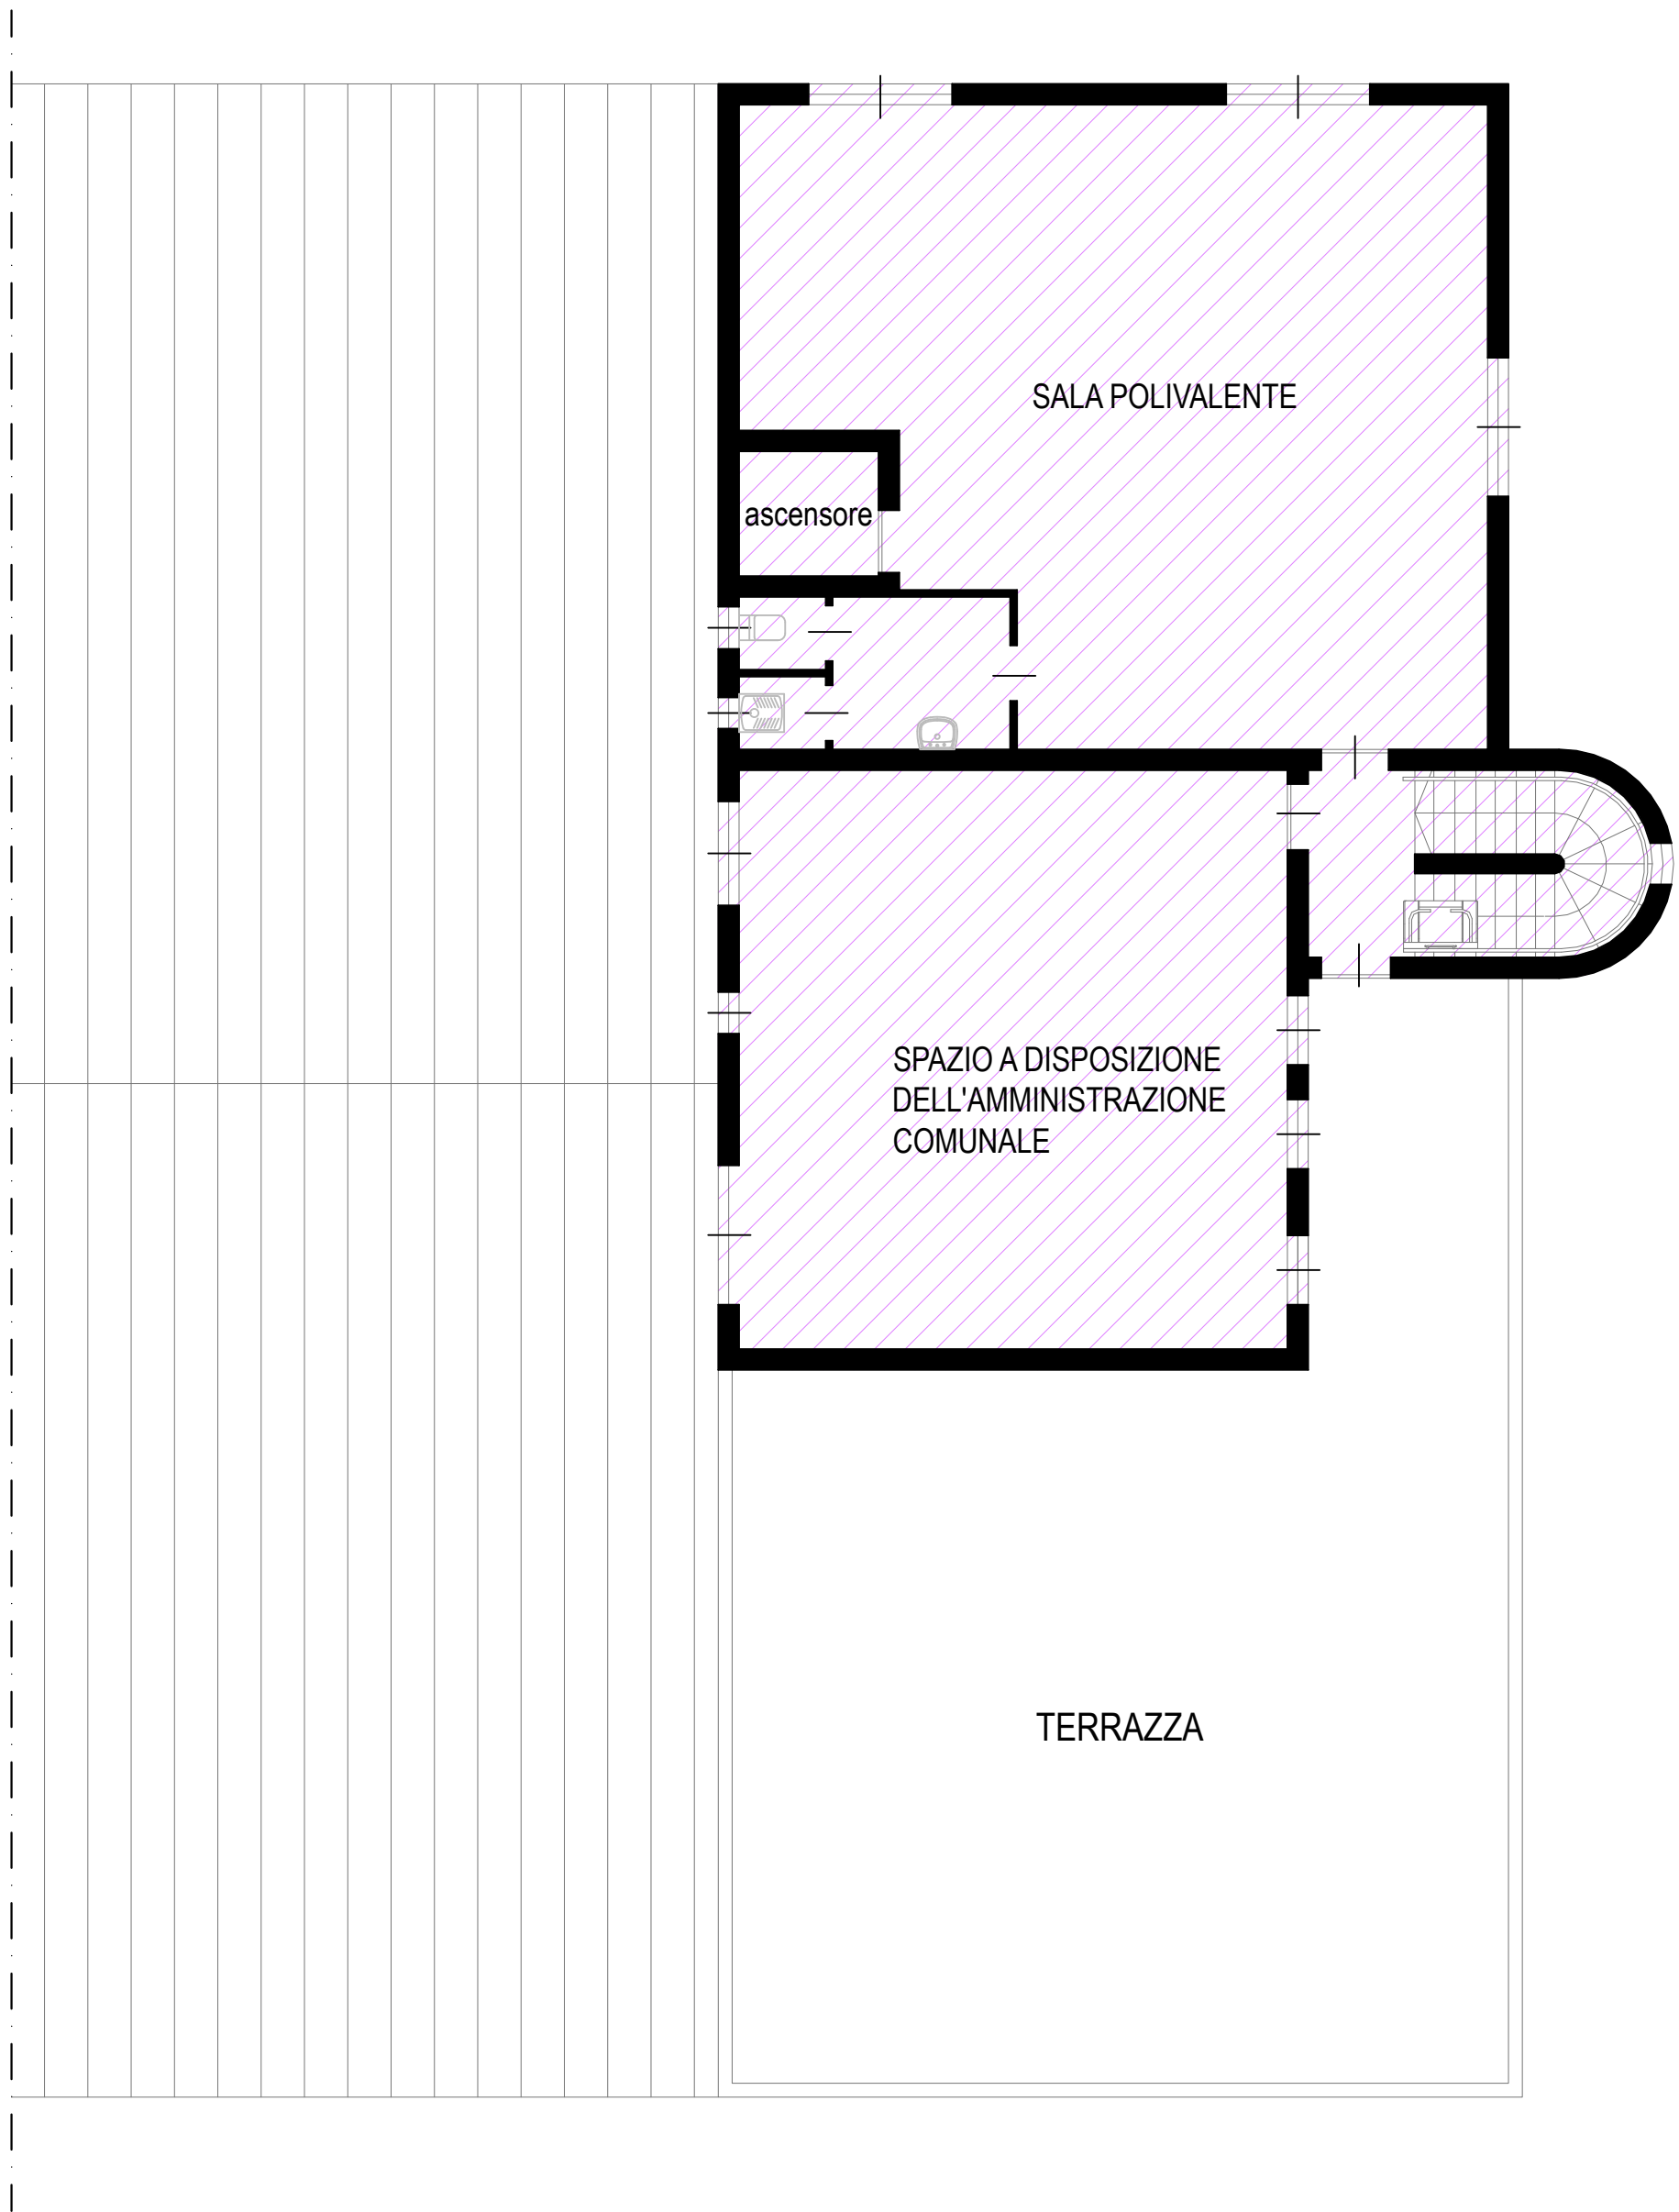 SALA POLIVALENTE
ascensore
SPAZIO A DISPOSIZIONE
DELL'AMMINISTRAZIONE
COMUNALE
TERRAZZA